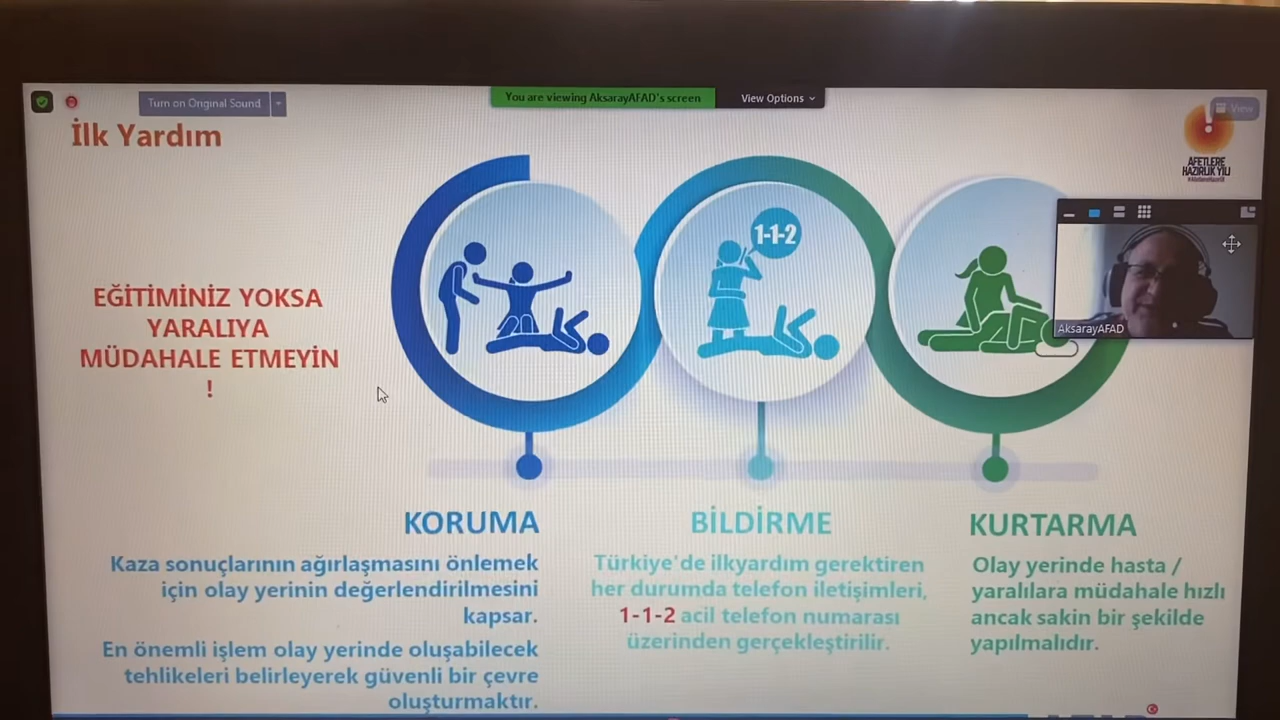 Turn on Original Sound
You are viewing AksarayAFAD's screen
View Options
View
İlk Yardım
AFETLERE
HAZIRLIK YILI
EĞİTİMİNİZ YOKSA
YARALIYA
MÜDAHALE ETMEYİN
!
1-1-2
AksarayAFAD
KORUMA
Kaza sonuçlarının ağırlaşmasını önlemek
için olay yerinin değerlendirilmesini
kapsar.
En önemli işlem olay yerinde oluşabilecek
tehlikeleri belirleyerek güvenli bir çevre
oluşturmaktır.
BİLDİRME
Türkiye'de ilkyardım gerektiren
her durumda telefon iletişimleri,
1-1-2 acil telefon numarası
üzerinden gerçekleştirilir.
KURTARMA
Olay yerinde hasta /
yaralılara müdahale hızlı
ancak sakin bir şekilde
yapılmalıdır.